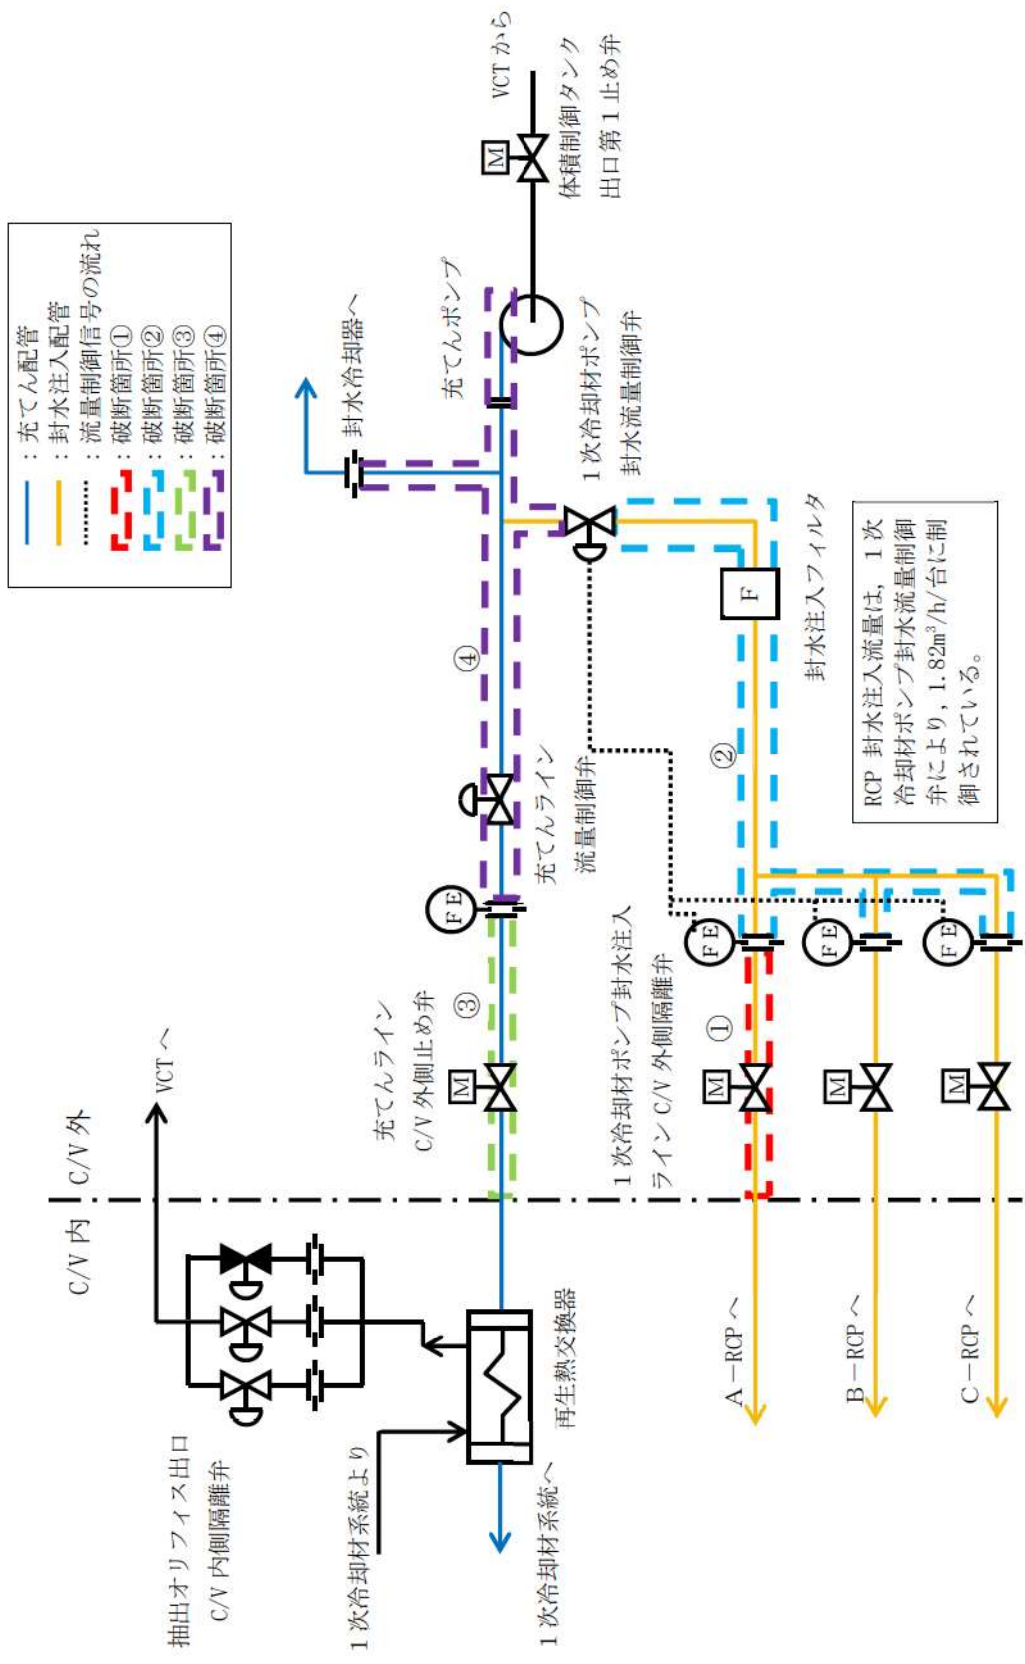 ：充てん配管
：封水注入配管
：流量制御信号の流れ
：破断箇所①
：破断箇所②
：破断箇所③
：破断箇所④
C/V内
C/V外
VCTへ
抽出オリフィス出口
C/V内側隔離弁
1次冷却材系統より
1次冷却材系統へ
再生熱交換器
充てんライン
C/V外側止め弁
M
③
FE
充てんライン
流量制御弁
④
封水冷却器へ
充てんポンプ
VCTから
M
体積制御タンク
出口第1止め弁
1次冷却材ポンプ
封水流量制御弁
F
封水注入フィルタ
②
1次冷却材ポンプ封水注入
ラインC/V外側隔離弁
FE
FE
FE
①
M
M
M
A－RCPへ
B－RCPへ
C－RCPへ
RCP 封水注入流量は，1次
冷却材ポンプ封水流量制御
弁により，1.82m³/h/台に制
御されている。